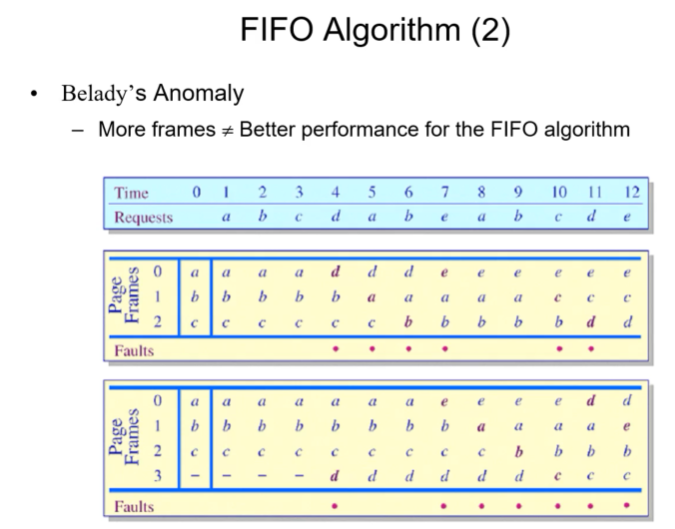 FIFO Algorithm (2)
• Belady's Anomaly
– More frames ≠ Better performance for the FIFO algorithm
Time 0 1 2 3 4 5 6 7 8 9 10 11 12
Requests a b c d a b e a b c d e
Page Frames
0 a a a a d d d e e e e e e
1 b b b b b a a a a a c c c
2 c c c c c c b b b b b d d
Faults • • • • • •
Page Frames
0 a a a a a a a e e e e d d
1 b b b b b b b b a a a a e
2 c c c c c c c c c b b b b
3 – – – – d d d d d d c c c
Faults • • • • • • •